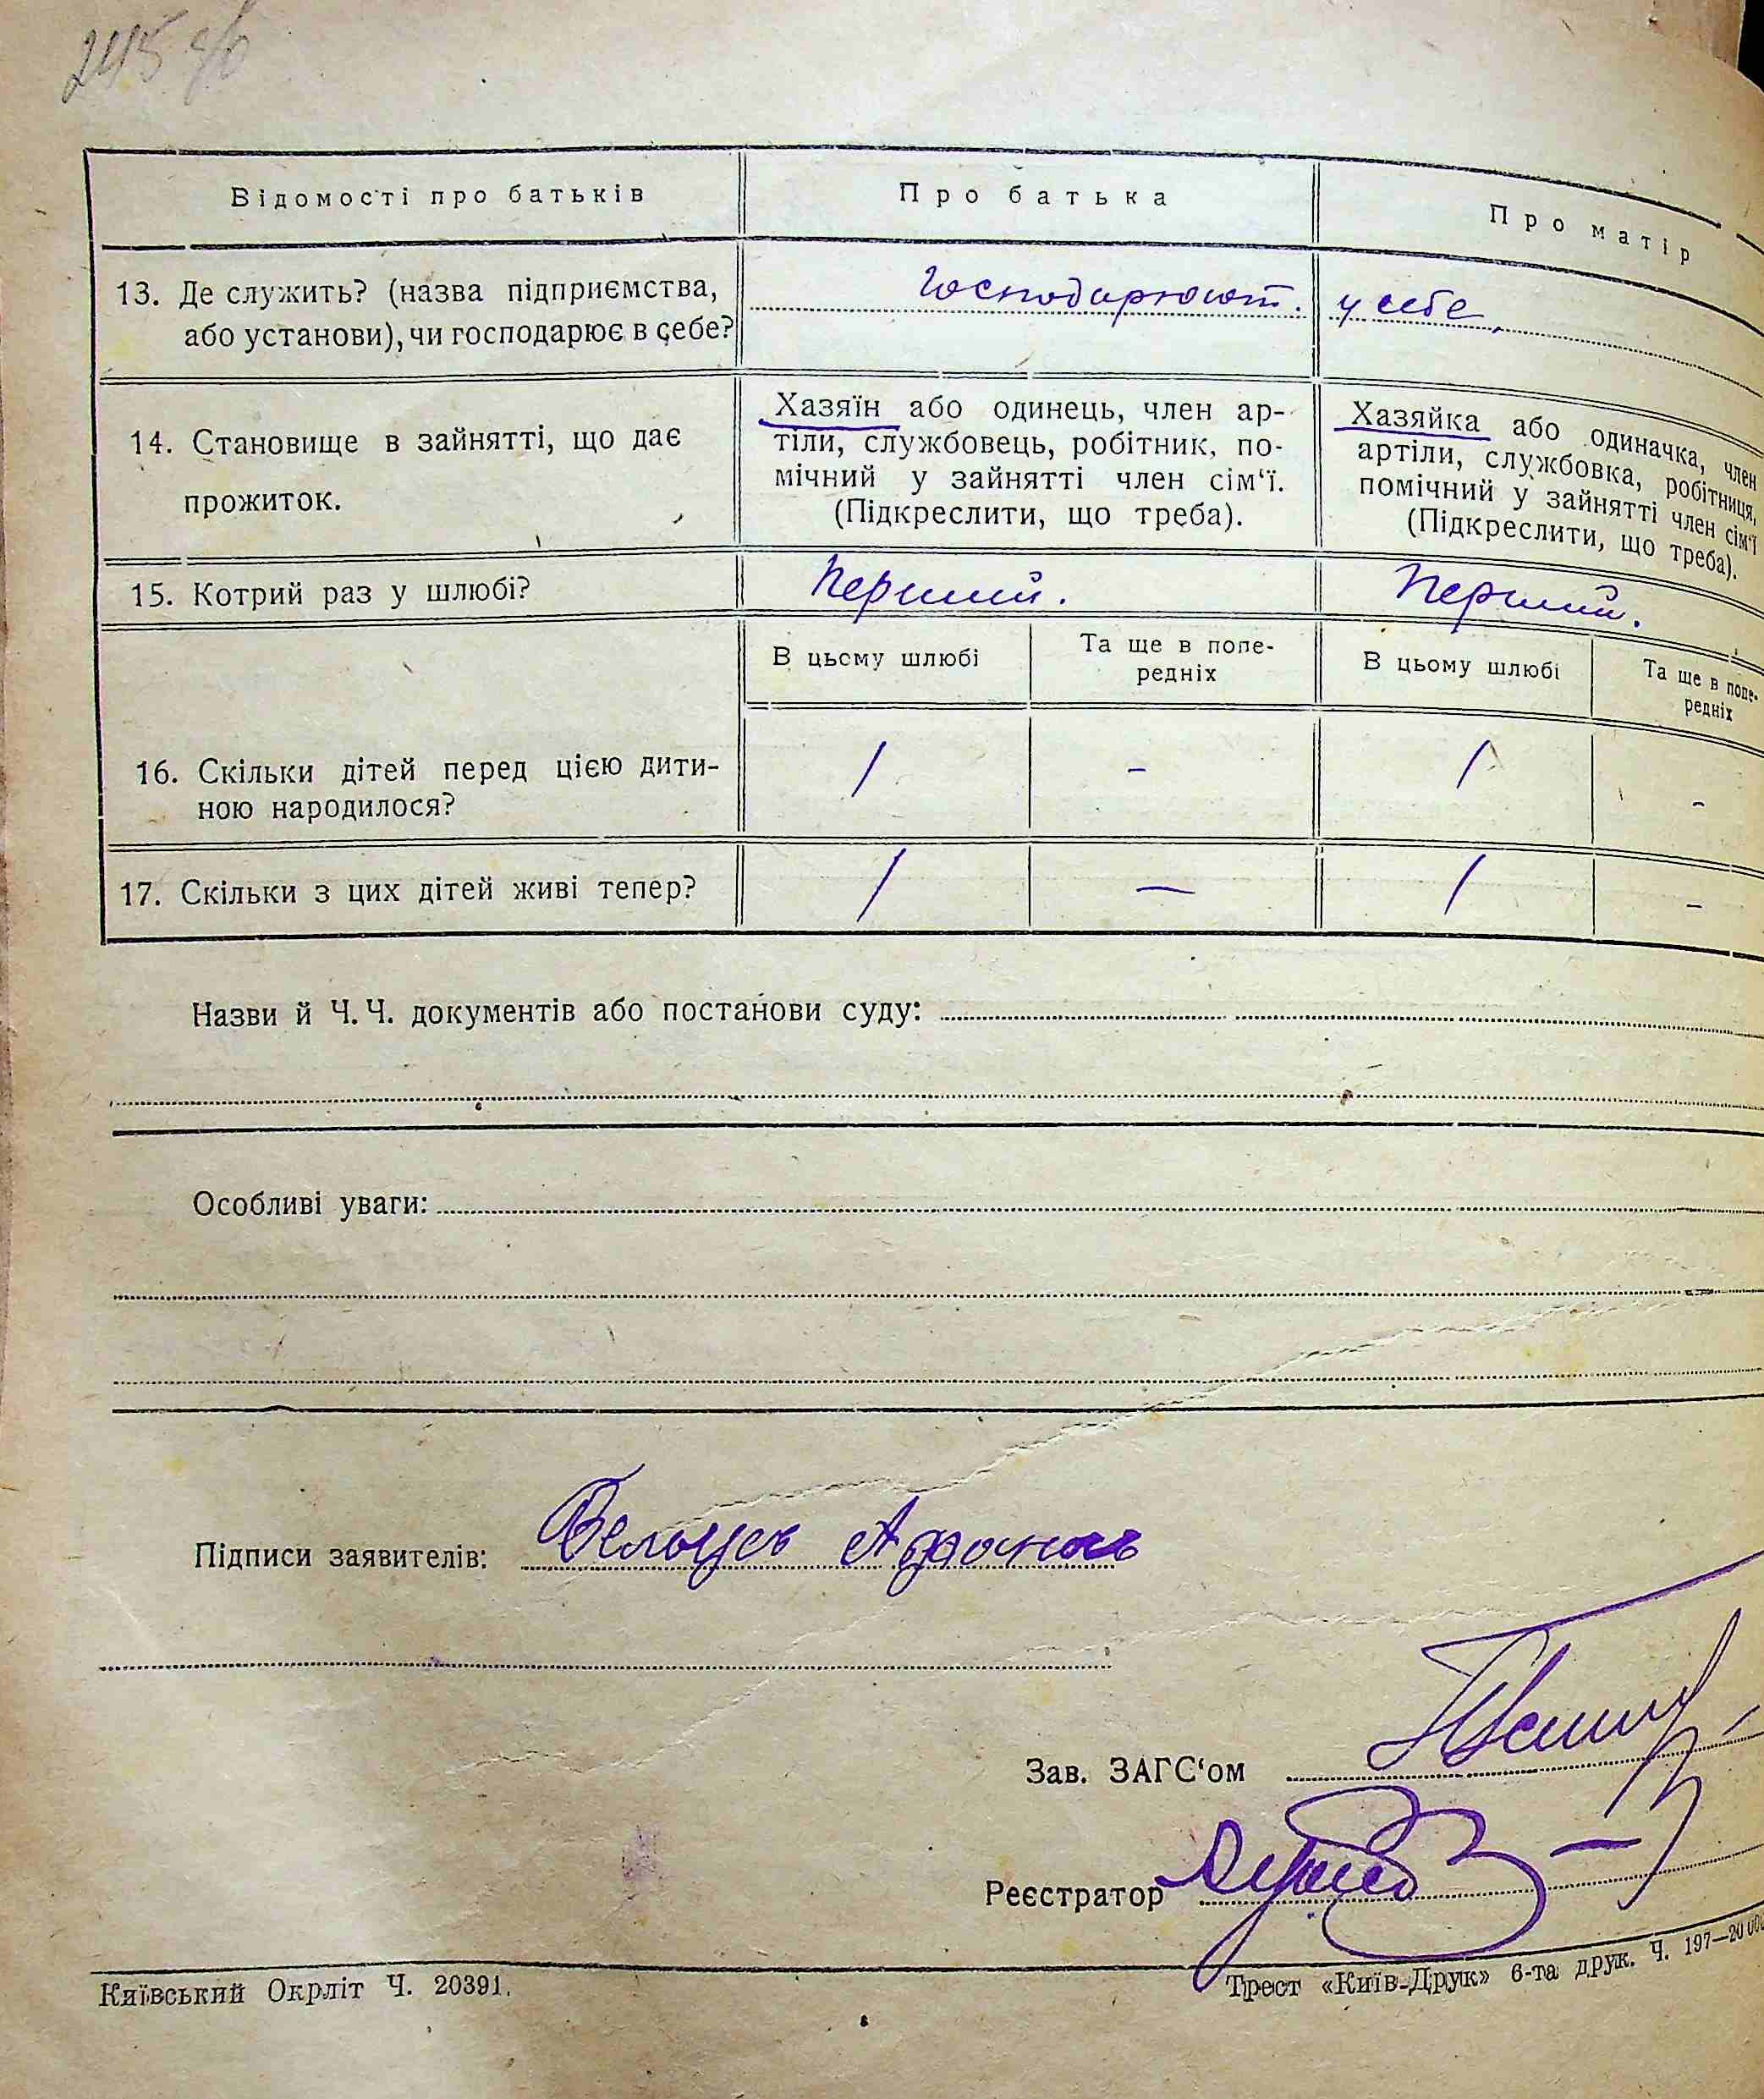 245 зв
Відомості про батьків
Про батька
Про матір
13. Де служить? (назва підприємства,
або установи), чи господарює в себе?
Господарюют. у себе.
14. Становище в зайнятті, що дає
прожиток.
Хазяїн або одинець, член ар-
тіли, службовець, робітник, по-
мічний у зайнятті член сім‘ї.
(Підкреслити, що треба).
Хазяйка або одиначка, член
артіли, службовка, робітниця,
помічний у зайнятті член сім‘ї
(Підкреслити, що треба).
15. Котрий раз у шлюбі?
Перший.
Перший.
В цьому шлюбі
Та ще в попе-
редніх
В цьому шлюбі
Та ще в попе-
редніх
16. Скільки дітей перед цією дити-
ною народилося?
1 - 1 -
17. Скільки з цих дітей живі тепер?
1 — 1 -
Назви й Ч. Ч. документів або постанови суду:
Особливі уваги:
Підписи заявителів:
Зав. ЗАГС‘ом
Реєстратор
Київський Окрліт Ч. 20391.
Трест «Київ-Друк» 6-та друк. Ч. 197—20000